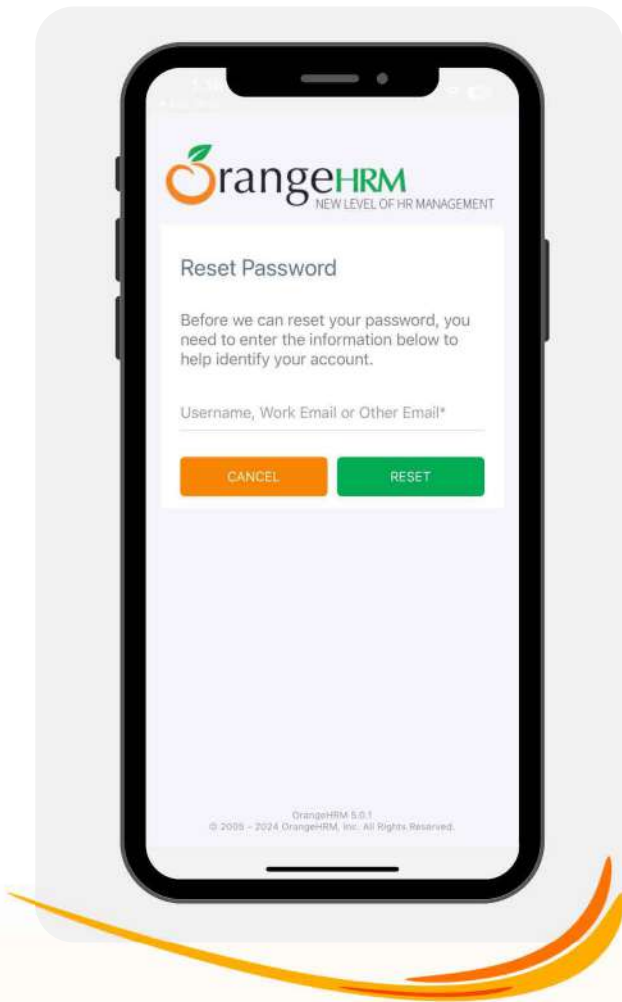 OrangeHRM
NEW LEVEL OF HR MANAGEMENT
Reset Password
Before we can reset your password, you
need to enter the information below to
help identify your account.
Username, Work Email or Other Email*
CANCEL
RESET
OrangeHRM 5.0.1
© 2005 - 2024 OrangeHRM, Inc. All Rights Reserved.